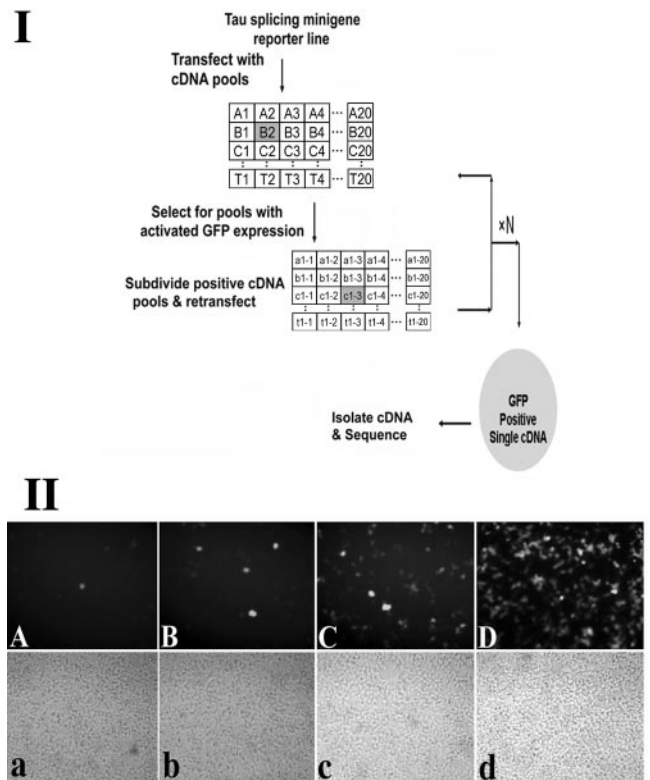 I
Tau splicing minigene
reporter line
Transfect with
cDNA pools
A1 A2 A3 A4 ··· A20
B1 B2 B3 B4 ··· B20
C1 C2 C3 C4 ··· C20
T1 T2 T3 T4 ··· T20
Select for pools with
activated GFP expression
×N
Subdivide positive cDNA
pools & retransfect
a1-1 a1-2 a1-3 a1-4 ··· a1-20
b1-1 b1-2 b1-3 b1-4 ··· b1-20
c1-1 c1-2 c1-3 c1-4 ··· c1-20
t1-1 t1-2 t1-3 t1-4 ··· t1-20
GFP
Positive
Single cDNA
Isolate cDNA
& Sequence
II
A B C D
a b c d